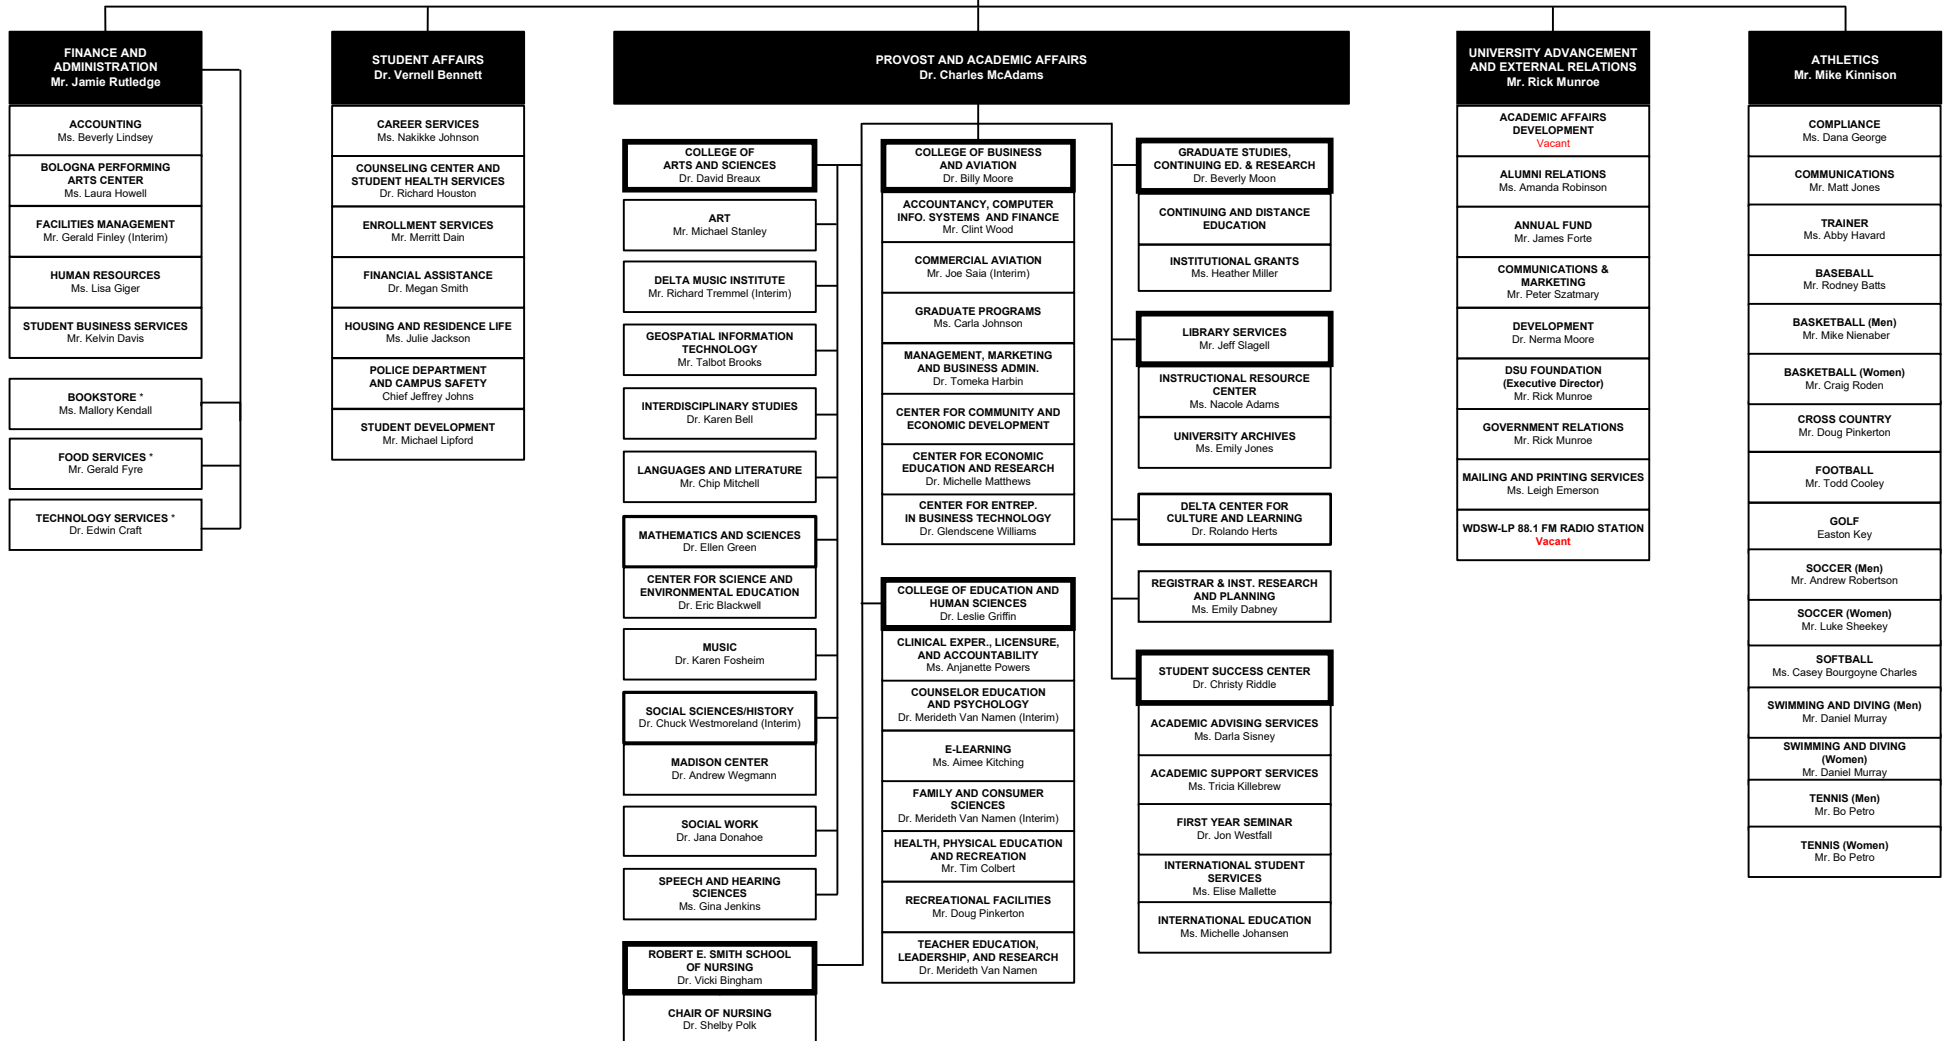 FINANCE AND
ADMINISTRATION
Mr. Jamie Rutledge
ACCOUNTING
Ms. Beverly Lindsey
BOLOGNA PERFORMING
ARTS CENTER
Ms. Laura Howell
FACILITIES MANAGEMENT
Mr. Gerald Finley (Interim)
HUMAN RESOURCES
Ms. Lisa Giger
STUDENT BUSINESS SERVICES
Mr. Kelvin Davis
BOOKSTORE *
Ms. Mallory Kendall
FOOD SERVICES *
Mr. Gerald Fyre
TECHNOLOGY SERVICES *
Dr. Edwin Craft
STUDENT AFFAIRS
Dr. Vernell Bennett
CAREER SERVICES
Ms. Nakikke Johnson
COUNSELING CENTER AND
STUDENT HEALTH SERVICES
Dr. Richard Houston
ENROLLMENT SERVICES
Mr. Merritt Dain
FINANCIAL ASSISTANCE
Dr. Megan Smith
HOUSING AND RESIDENCE LIFE
Ms. Julie Jackson
POLICE DEPARTMENT
AND CAMPUS SAFETY
Chief Jeffrey Johns
STUDENT DEVELOPMENT
Mr. Michael Lipford
PROVOST AND ACADEMIC AFFAIRS
Dr. Charles McAdams
COLLEGE OF
ARTS AND SCIENCES
Dr. David Breaux
ART
Mr. Michael Stanley
DELTA MUSIC INSTITUTE
Mr. Richard Tremmel (Interim)
GEOSPATIAL INFORMATION
TECHNOLOGY
Mr. Talbot Brooks
INTERDISCIPLINARY STUDIES
Dr. Karen Bell
LANGUAGES AND LITERATURE
Mr. Chip Mitchell
MATHEMATICS AND SCIENCES
Dr. Ellen Green
CENTER FOR SCIENCE AND
ENVIRONMENTAL EDUCATION
Dr. Eric Blackwell
MUSIC
Dr. Karen Fosheim
SOCIAL SCIENCES/HISTORY
Dr. Chuck Westmoreland (Interim)
MADISON CENTER
Dr. Andrew Wegmann
SOCIAL WORK
Dr. Jana Donahoe
SPEECH AND HEARING
SCIENCES
Ms. Gina Jenkins
ROBERT E. SMITH SCHOOL
OF NURSING
Dr. Vicki Bingham
CHAIR OF NURSING
Dr. Shelby Polk
COLLEGE OF BUSINESS
AND AVIATION
Dr. Billy Moore
ACCOUNTANCY, COMPUTER
INFO. SYSTEMS AND FINANCE
Mr. Clint Wood
COMMERCIAL AVIATION
Mr. Joe Saia (Interim)
GRADUATE PROGRAMS
Ms. Carla Johnson
MANAGEMENT, MARKETING
AND BUSINESS ADMIN.
Dr. Tomeka Harbin
CENTER FOR COMMUNITY AND
ECONOMIC DEVELOPMENT
CENTER FOR ECONOMIC
EDUCATION AND RESEARCH
Dr. Michelle Matthews
CENTER FOR ENTREP.
IN BUSINESS TECHNOLOGY
Dr. Glendscene Williams
COLLEGE OF EDUCATION AND
HUMAN SCIENCES
Dr. Leslie Griffin
CLINICAL EXPER., LICENSURE,
AND ACCOUNTABILITY
Ms. Anjanette Powers
COUNSELOR EDUCATION
AND PSYCHOLOGY
Dr. Merideth Van Namen (Interim)
E-LEARNING
Ms. Aimee Kitching
FAMILY AND CONSUMER
SCIENCES
Dr. Merideth Van Namen (Interim)
HEALTH, PHYSICAL EDUCATION
AND RECREATION
Mr. Tim Colbert
RECREATIONAL FACILITIES
Mr. Doug Pinkerton
TEACHER EDUCATION,
LEADERSHIP, AND RESEARCH
Dr. Merideth Van Namen
GRADUATE STUDIES,
CONTINUING ED. & RESEARCH
Dr. Beverly Moon
CONTINUING AND DISTANCE
EDUCATION
INSTITUTIONAL GRANTS
Ms. Heather Miller
LIBRARY SERVICES
Mr. Jeff Slagell
INSTRUCTIONAL RESOURCE
CENTER
Ms. Nacole Adams
UNIVERSITY ARCHIVES
Ms. Emily Jones
DELTA CENTER FOR
CULTURE AND LEARNING
Dr. Rolando Herts
REGISTRAR & INST. RESEARCH
AND PLANNING
Ms. Emily Dabney
STUDENT SUCCESS CENTER
Dr. Christy Riddle
ACADEMIC ADVISING SERVICES
Ms. Darla Sisney
ACADEMIC SUPPORT SERVICES
Ms. Tricia Killebrew
FIRST YEAR SEMINAR
Dr. Jon Westfall
INTERNATIONAL STUDENT
SERVICES
Ms. Elise Mallette
INTERNATIONAL EDUCATION
Ms. Michelle Johansen
UNIVERSITY ADVANCEMENT
AND EXTERNAL RELATIONS
Mr. Rick Munroe
ACADEMIC AFFAIRS
DEVELOPMENT
Vacant
ALUMNI RELATIONS
Ms. Amanda Robinson
ANNUAL FUND
Mr. James Forte
COMMUNICATIONS &
MARKETING
Mr. Peter Szatmary
DEVELOPMENT
Dr. Nerma Moore
DSU FOUNDATION
(Executive Director)
Mr. Rick Munroe
GOVERNMENT RELATIONS
Mr. Rick Munroe
MAILING AND PRINTING SERVICES
Ms. Leigh Emerson
WDSW-LP 88.1 FM RADIO STATION
Vacant
ATHLETICS
Mr. Mike Kinnison
COMPLIANCE
Ms. Dana George
COMMUNICATIONS
Mr. Matt Jones
TRAINER
Ms. Abby Havard
BASEBALL
Mr. Rodney Batts
BASKETBALL (Men)
Mr. Mike Nienaber
BASKETBALL (Women)
Mr. Craig Roden
CROSS COUNTRY
Mr. Doug Pinkerton
FOOTBALL
Mr. Todd Cooley
GOLF
Easton Key
SOCCER (Men)
Mr. Andrew Robertson
SOCCER (Women)
Mr. Luke Sheekey
SOFTBALL
Ms. Casey Bourgoyne Charles
SWIMMING AND DIVING (Men)
Mr. Daniel Murray
SWIMMING AND DIVING
(Women)
Mr. Daniel Murray
TENNIS (Men)
Mr. Bo Petro
TENNIS (Women)
Mr. Bo Petro